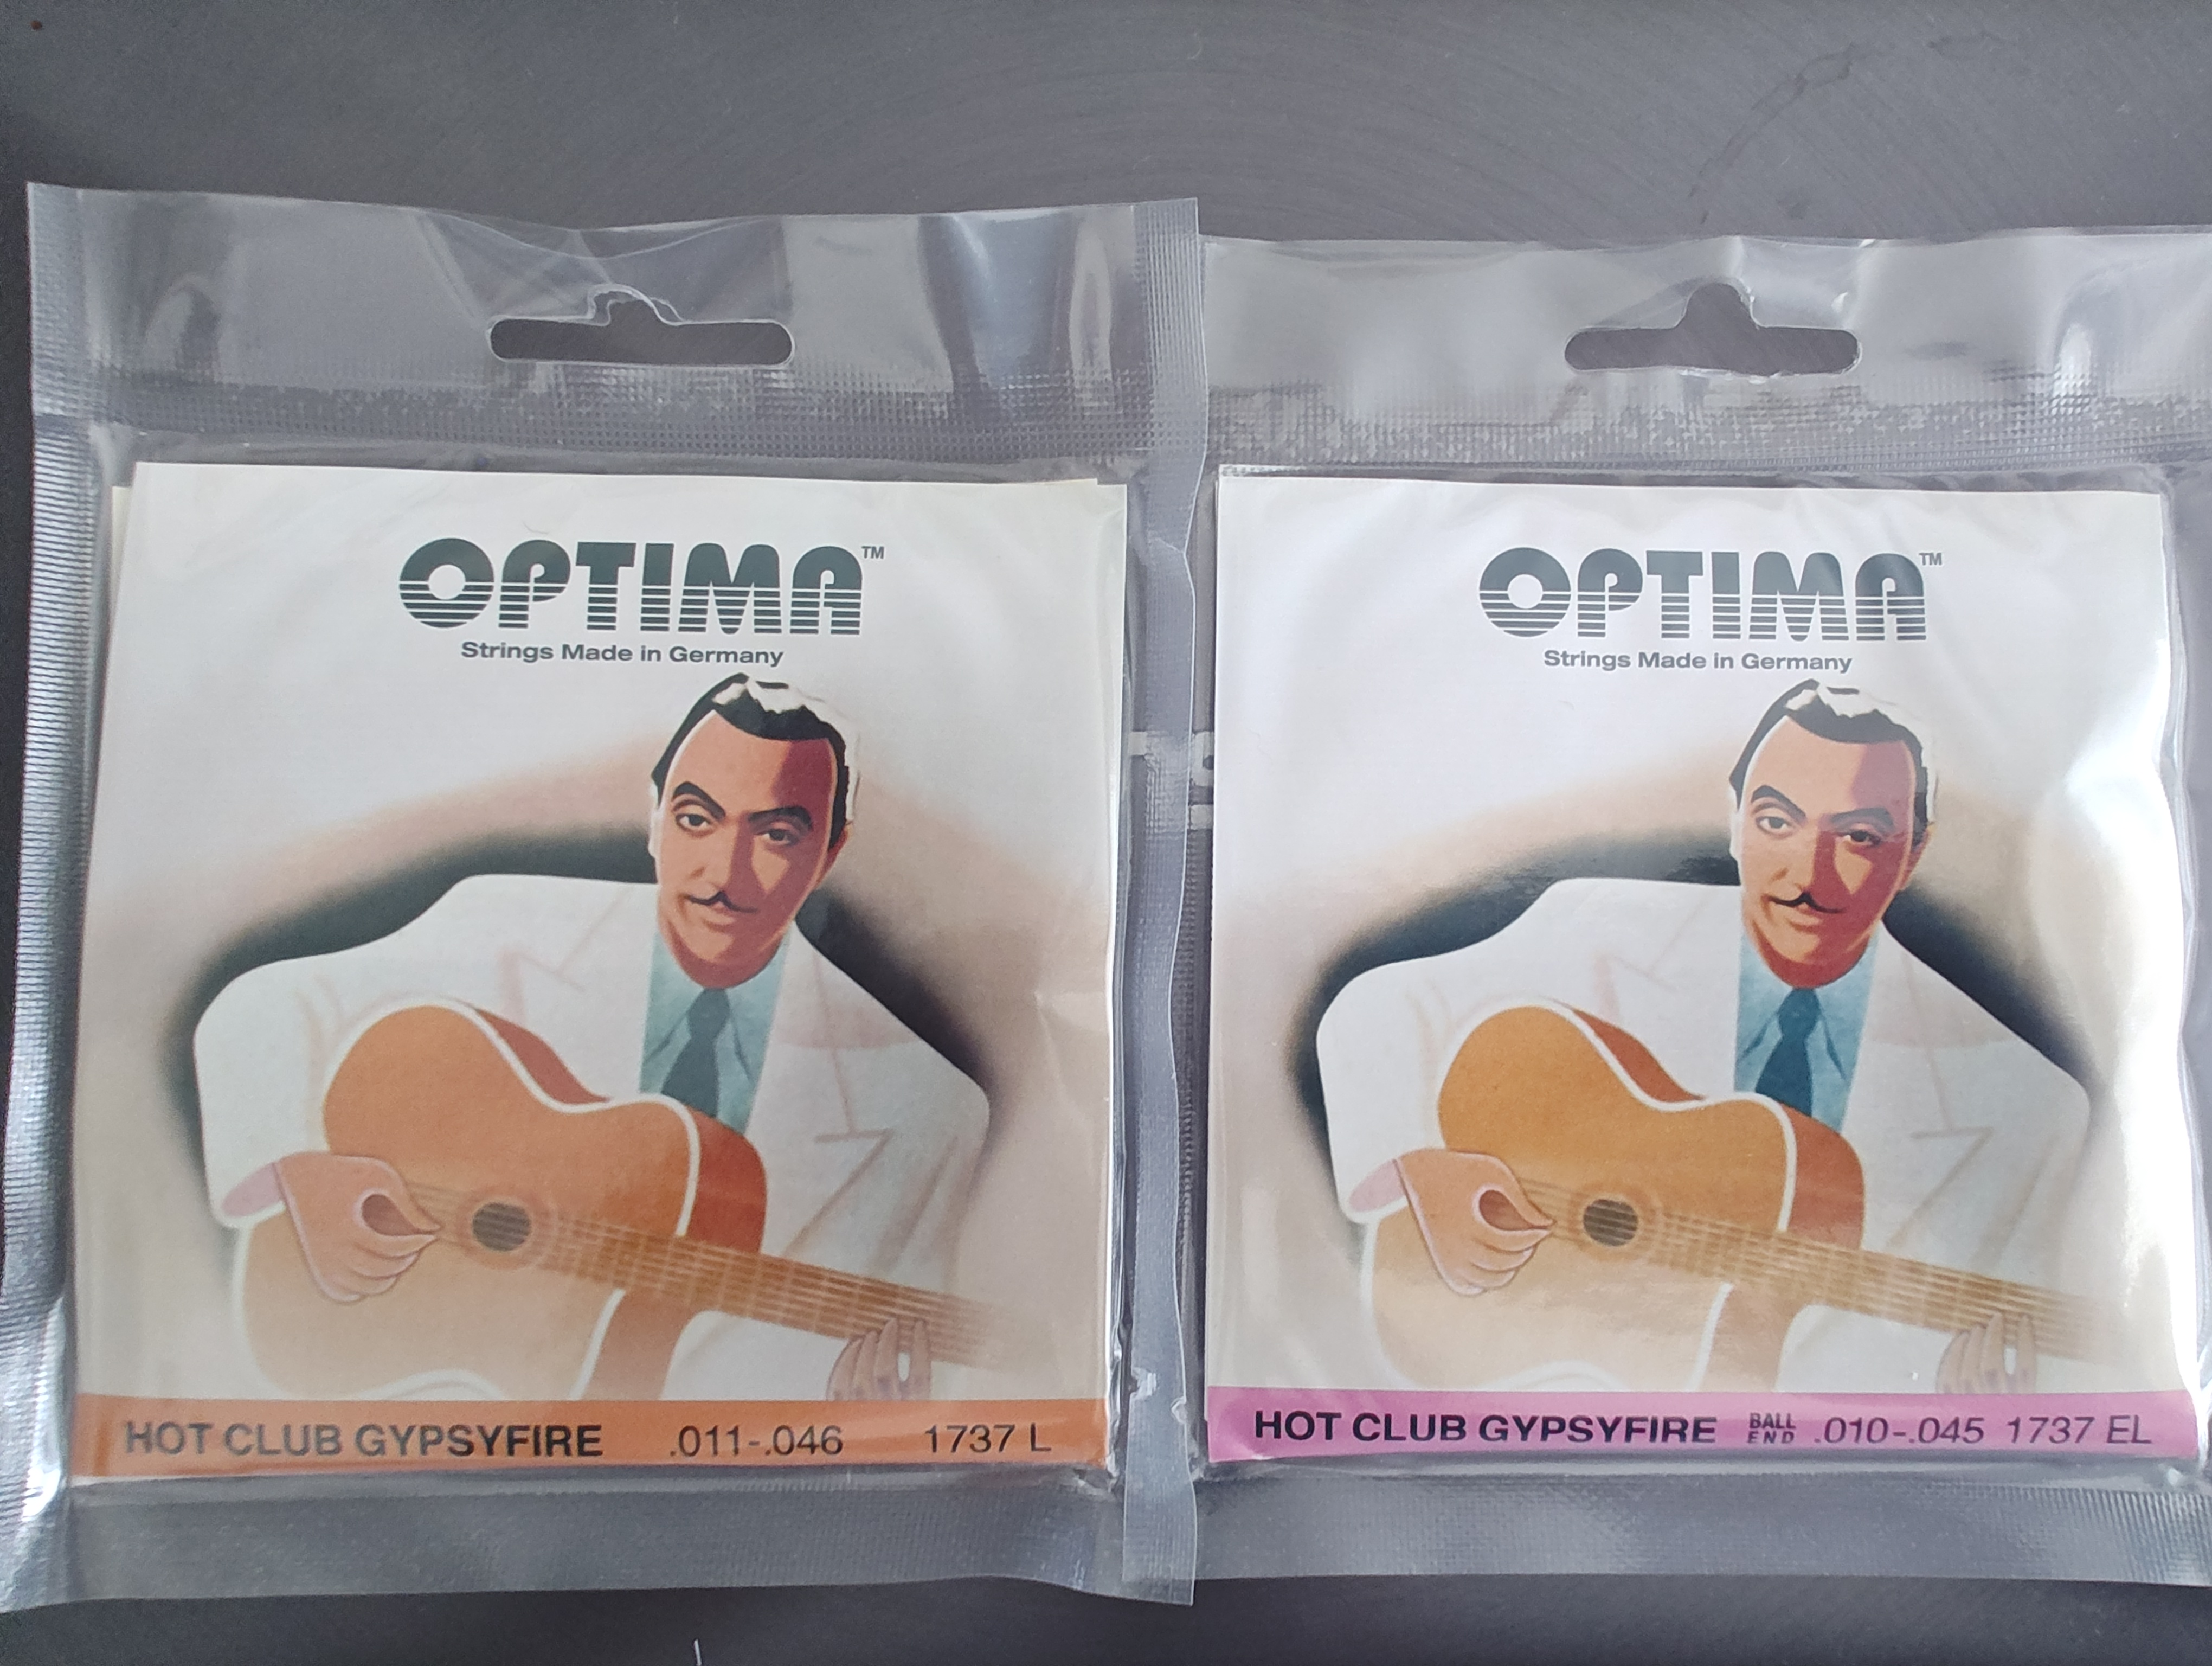 OPTIMA™
Strings Made in Germany
HOT CLUB GYPSYFIRE .011-.046 1737 L
OPTIMA™
Strings Made in Germany
HOT CLUB GYPSYFIRE BALL END .010-.045 1737 EL